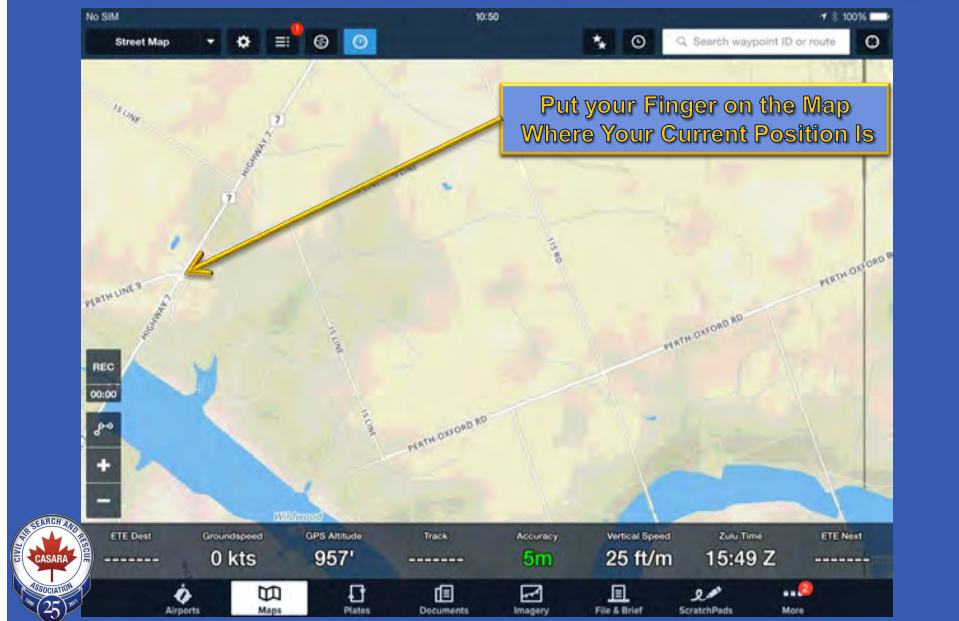 No SIM 10:50 100%
Street Map ! Search waypoint ID or route
Put your Finger on the Map
Where Your Current Position Is
15 LINE
7
HIGHWAY 7
7
115 RD
PERTH-OXFORD R
PERTH LINE 9
HIGHWAY 7
15 LINE
PERTH-OXFORD RD
REC
00:00
15 LINE
PERTH-OXFORD RD
+
−
Wildwood
CIVIL AIR SEARCH AND RESCUE
CASARA
ASSOCIATION
25
2011
ETE Dest Groundspeed GPS Altitude Track Accuracy Vertical Speed Zulu Time ETE Next
------- 0 kts 957' ------- 5m 25 ft/m 15:49 Z -------
2
Airports Maps Plates Documents Imagery File & Brief ScratchPads More